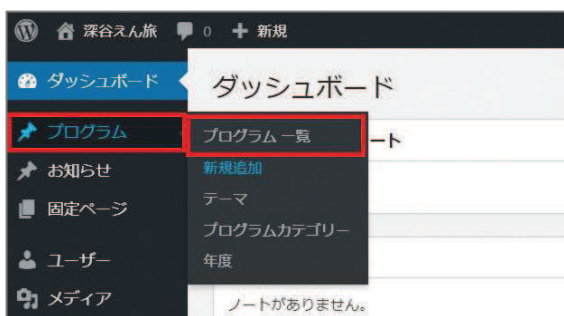 深谷えん旅 0 新規
ダッシュボード
ダッシュボード
プログラム
プログラム一覧
ート
お知らせ
新規追加
固定ページ
テーマ
プログラムカテゴリー
ユーザー
年度
メディア
ノートがありません。